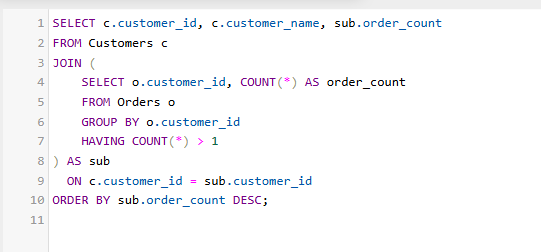 1 SELECT c.customer_id, c.customer_name, sub.order_count
2 FROM Customers c
3 JOIN (
4     SELECT o.customer_id, COUNT(*) AS order_count
5     FROM Orders o
6     GROUP BY o.customer_id
7     HAVING COUNT(*) > 1
8 ) AS sub
9   ON c.customer_id = sub.customer_id
10 ORDER BY sub.order_count DESC;
11